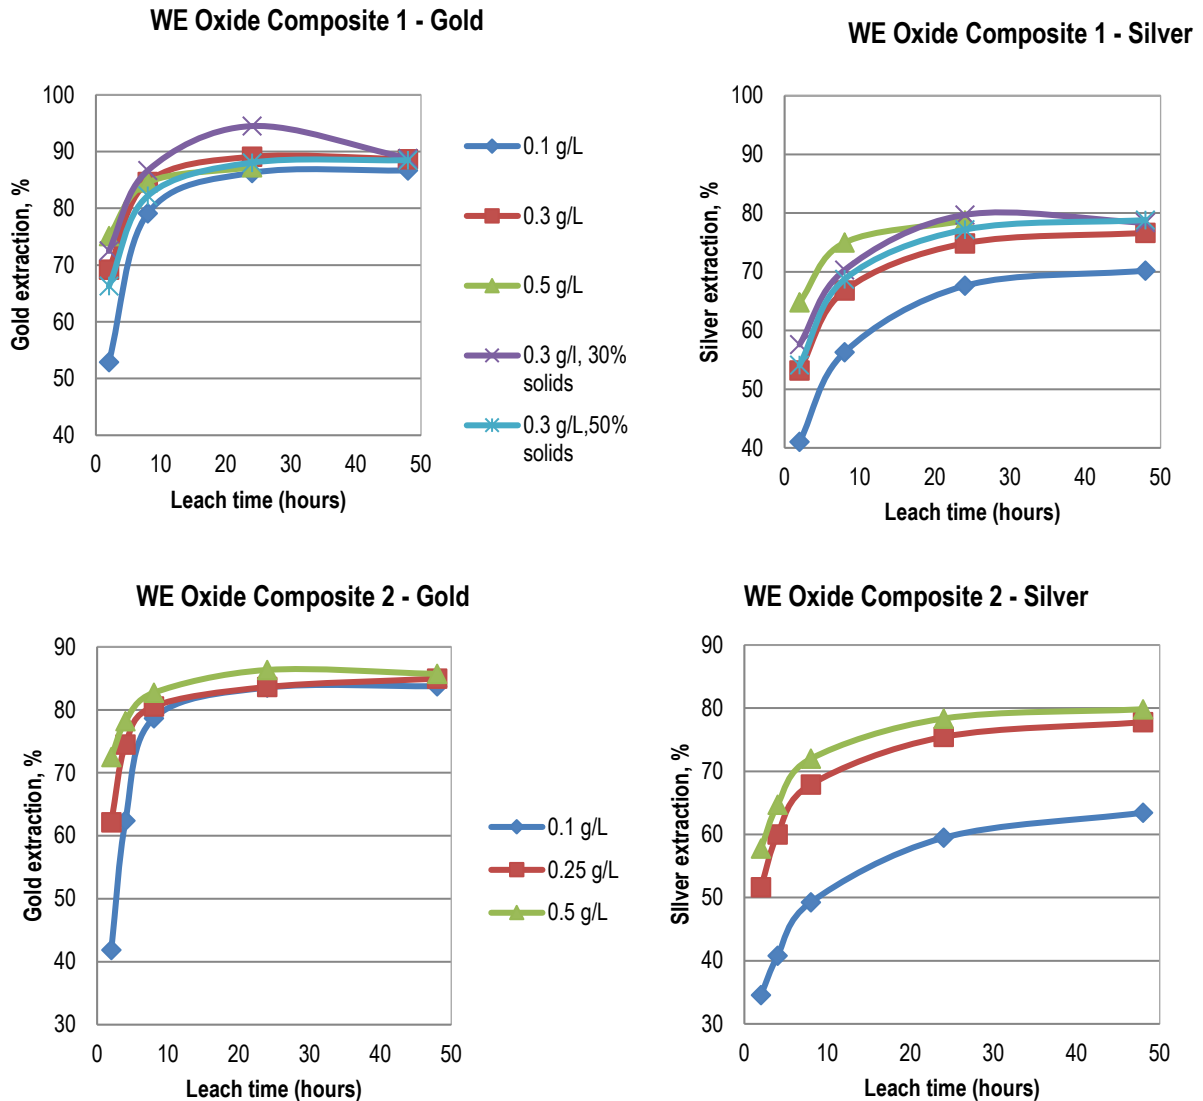 WE Oxide Composite 1 - Gold
100
90
80
70
60
50
40
Gold extraction, %
0 10 20 30 40 50
Leach time (hours)
0.1 g/L
0.3 g/L
0.5 g/L
0.3 g/l, 30%
solids
0.3 g/L,50%
solids
WE Oxide Composite 1 - Silver
100
90
80
70
60
50
40
Silver extraction, %
0 10 20 30 40 50
Leach time (hours)
WE Oxide Composite 2 - Gold
90
80
70
60
50
40
30
Gold extraction, %
0 10 20 30 40 50
Leach time (hours)
0.1 g/L
0.25 g/L
0.5 g/L
WE Oxide Composite 2 - Silver
90
80
70
60
50
40
30
SIlver extraction, %
0 10 20 30 40 50
Leach time (hours)